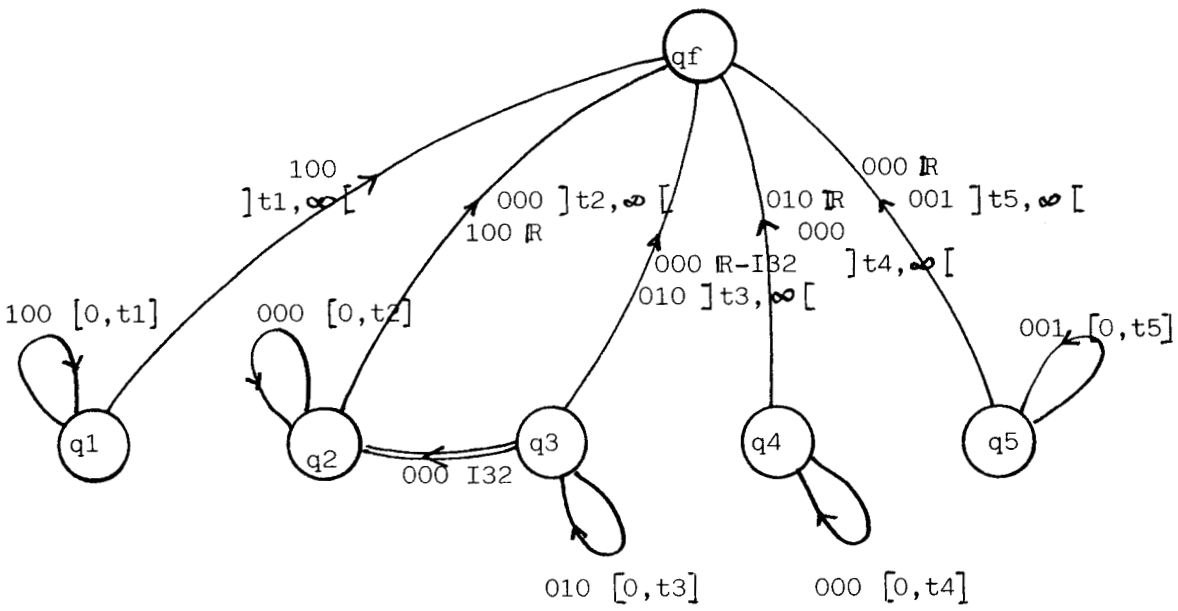 qf
100
]t1,∞[
000 ]t2,∞[
100 ℝ
000 ℝ
001 ]t5,∞[
010 ℝ
000
]t4,∞[
000 ℝ-I32
010 ]t3,∞[
100 [0,t1]
000 [0,t2]
001 [0,t5]
q1
q2
q3
q4
q5
000 I32
010 [0,t3]
000 [0,t4]